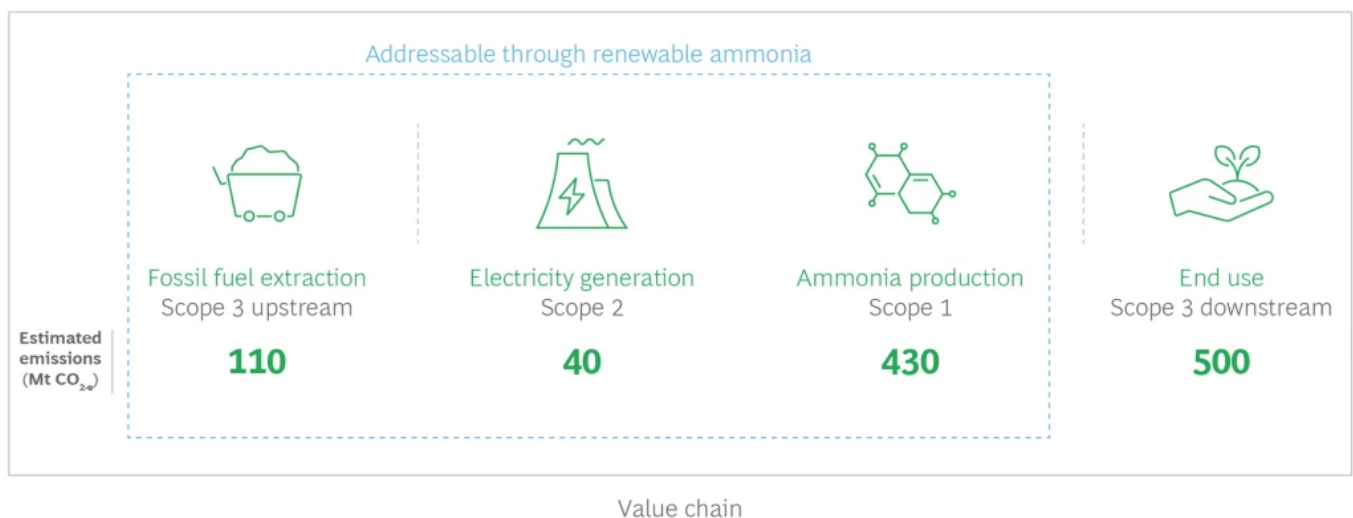 Addressable through renewable ammonia
Fossil fuel extraction
Scope 3 upstream
Electricity generation
Scope 2
Ammonia production
Scope 1
End use
Scope 3 downstream
Estimated
emissions
(Mt CO₂₋ₑ)
110
40
430
500
Value chain